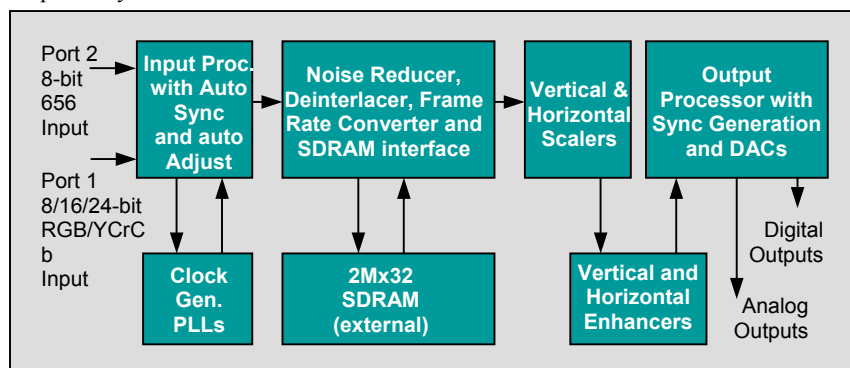 Port 2
8-bit
656
Input
Port 1
8/16/24-bit
RGB/YCrC
b
Input
Input Proc.
with Auto
Sync
and auto
Adjust
Noise Reducer,
Deinterlacer, Frame
Rate Converter and
SDRAM interface
Vertical &
Horizontal
Scalers
Output
Processor with
Sync Generation
and DACs
Clock
Gen.
PLLs
2Mx32
SDRAM
(external)
Vertical and
Horizontal
Enhancers
Digital
Outputs
Analog
Outputs